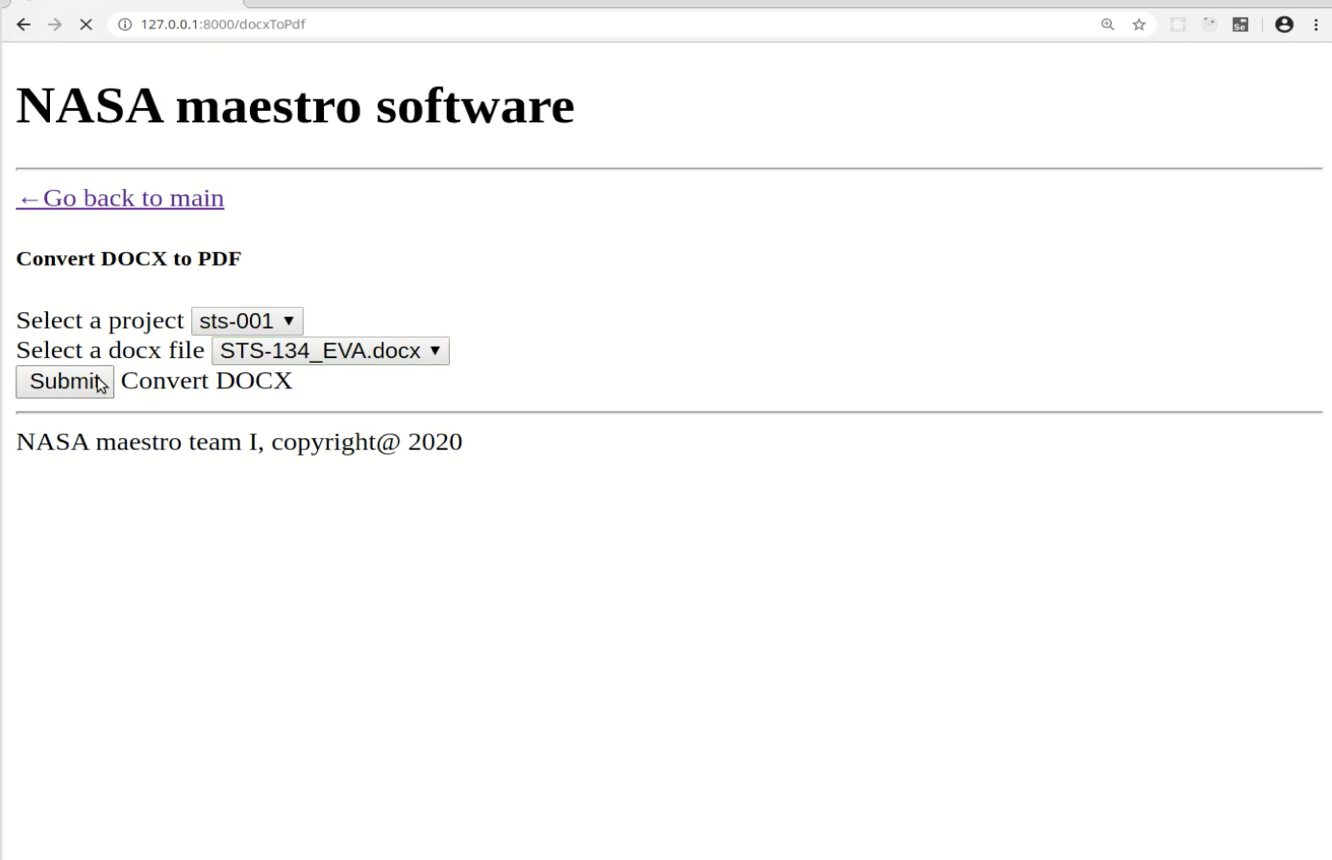 127.0.0.1:8000/docxToPdf
NASA maestro software
←Go back to main
Convert DOCX to PDF
Select a project sts-001 ▼
Select a docx file STS-134_EVA.docx ▼
Submit Convert DOCX
NASA maestro team I, copyright@ 2020